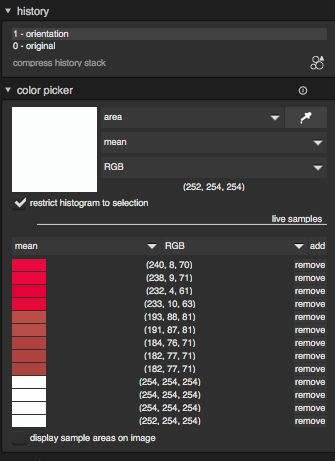 history
1 - orientation
0 - original
compress history stack
color picker
area
mean
RGB
(252, 254, 254)
restrict histogram to selection
live samples
mean RGB add
(240, 8, 70) remove
(238, 9, 71) remove
(232, 4, 61) remove
(233, 10, 63) remove
(193, 88, 81) remove
(191, 87, 81) remove
(184, 76, 71) remove
(182, 77, 71) remove
(182, 77, 71) remove
(254, 254, 254) remove
(254, 254, 254) remove
(254, 254, 254) remove
(252, 254, 254) remove
display sample areas on image